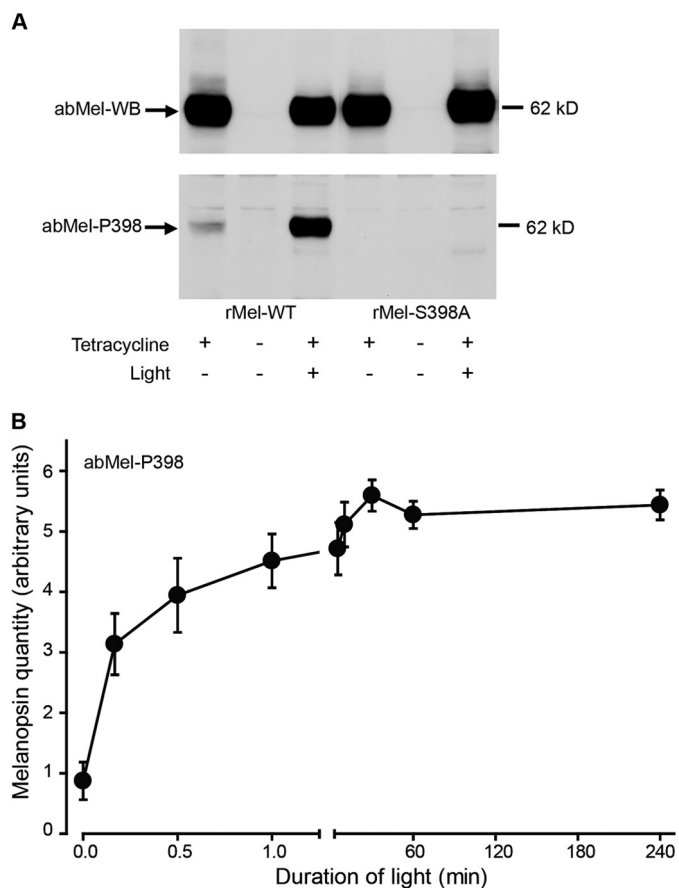 A
abMel-WB
62 kD
abMel-P398
62 kD
rMel-WT rMel-S398A
Tetracycline + - + + - +
Light - - + - - +
B
abMel-P398
Melanopsin quantity (arbitrary units)
6
5
4
3
2
1
0
0.0 0.5 1.0 60 120 180 240
Duration of light (min)